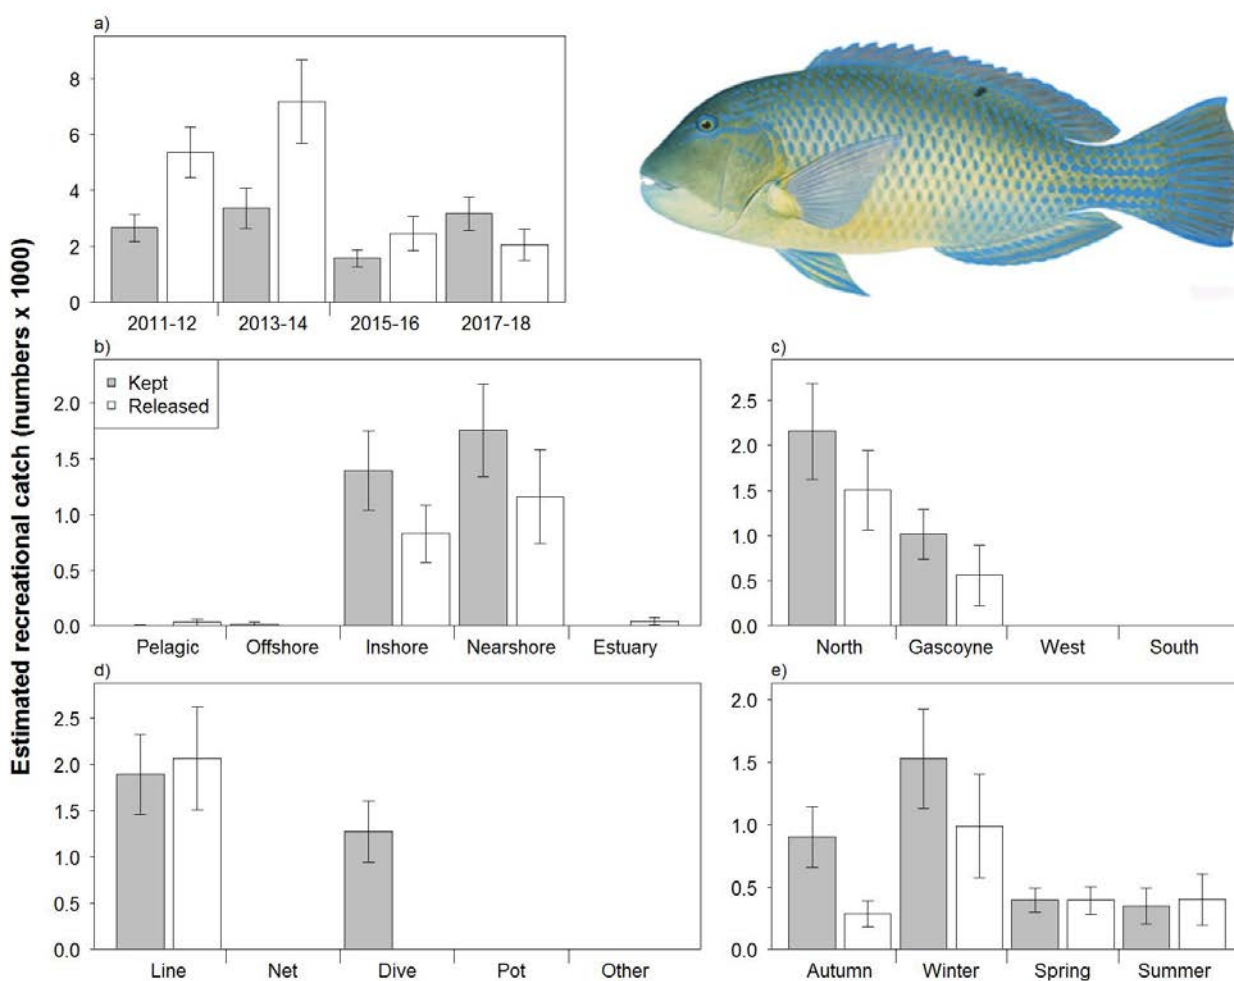 Estimated recreational catch (numbers x 1000)
a)
8
6
4
2
0
2011-12 2013-14 2015-16 2017-18
b)
Kept
Released
2.0
1.5
1.0
0.5
0.0
Pelagic Offshore Inshore Nearshore Estuary
c)
2.5
2.0
1.5
1.0
0.5
0.0
North Gascoyne West South
d)
2.5
2.0
1.5
1.0
0.5
0.0
Line Net Dive Pot Other
e)
2.0
1.5
1.0
0.5
0.0
Autumn Winter Spring Summer